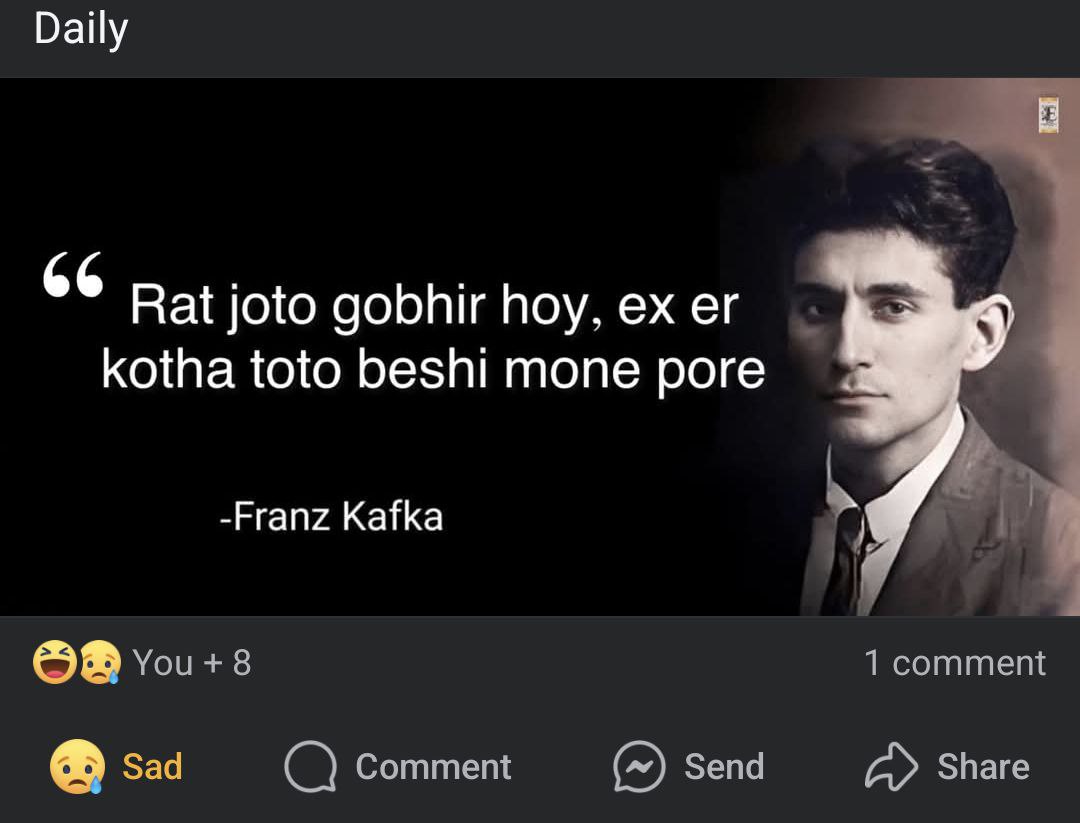 Daily
“ Rat joto gobhir hoy, ex er
kotha toto beshi mone pore
-Franz Kafka
You + 8
1 comment
Sad
Comment
Send
Share